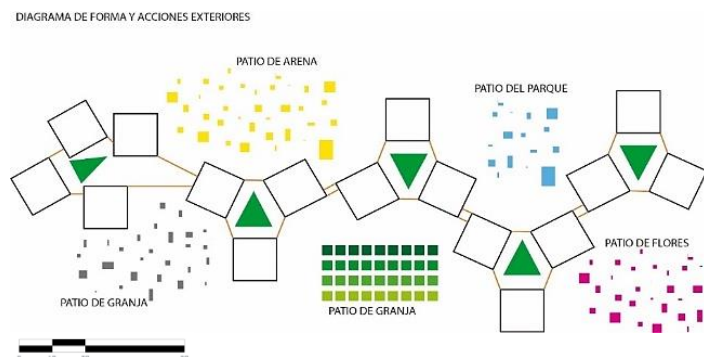 DIAGRAMA DE FORMA Y ACCIONES EXTERIORES
PATIO DE ARENA
PATIO DEL PARQUE
PATIO DE FLORES
PATIO DE GRANJA
PATIO DE GRANJA